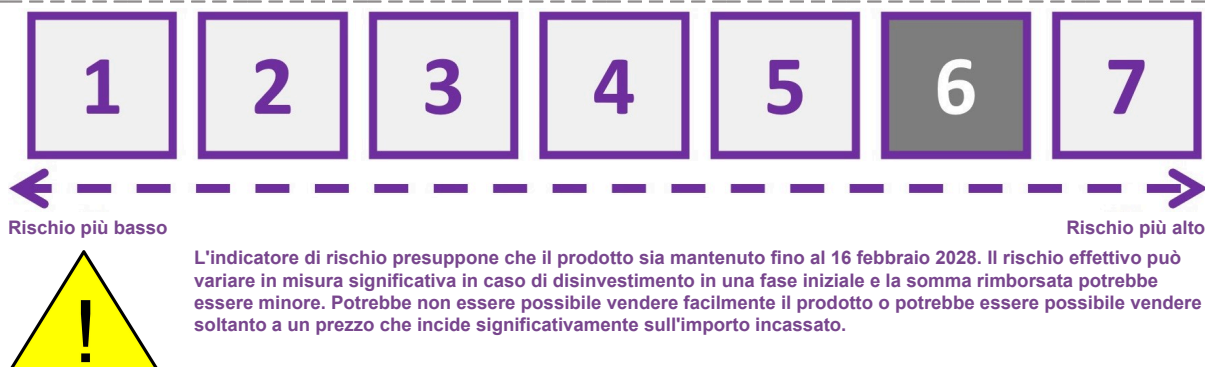 1 2 3 4 5 6 7
Rischio più basso Rischio più alto
L'indicatore di rischio presuppone che il prodotto sia mantenuto fino al 16 febbraio 2028. Il rischio effettivo può
variare in misura significativa in caso di disinvestimento in una fase iniziale e la somma rimborsata potrebbe
essere minore. Potrebbe non essere possibile vendere facilmente il prodotto o potrebbe essere possibile vendere
soltanto a un prezzo che incide significativamente sull'importo incassato.
!